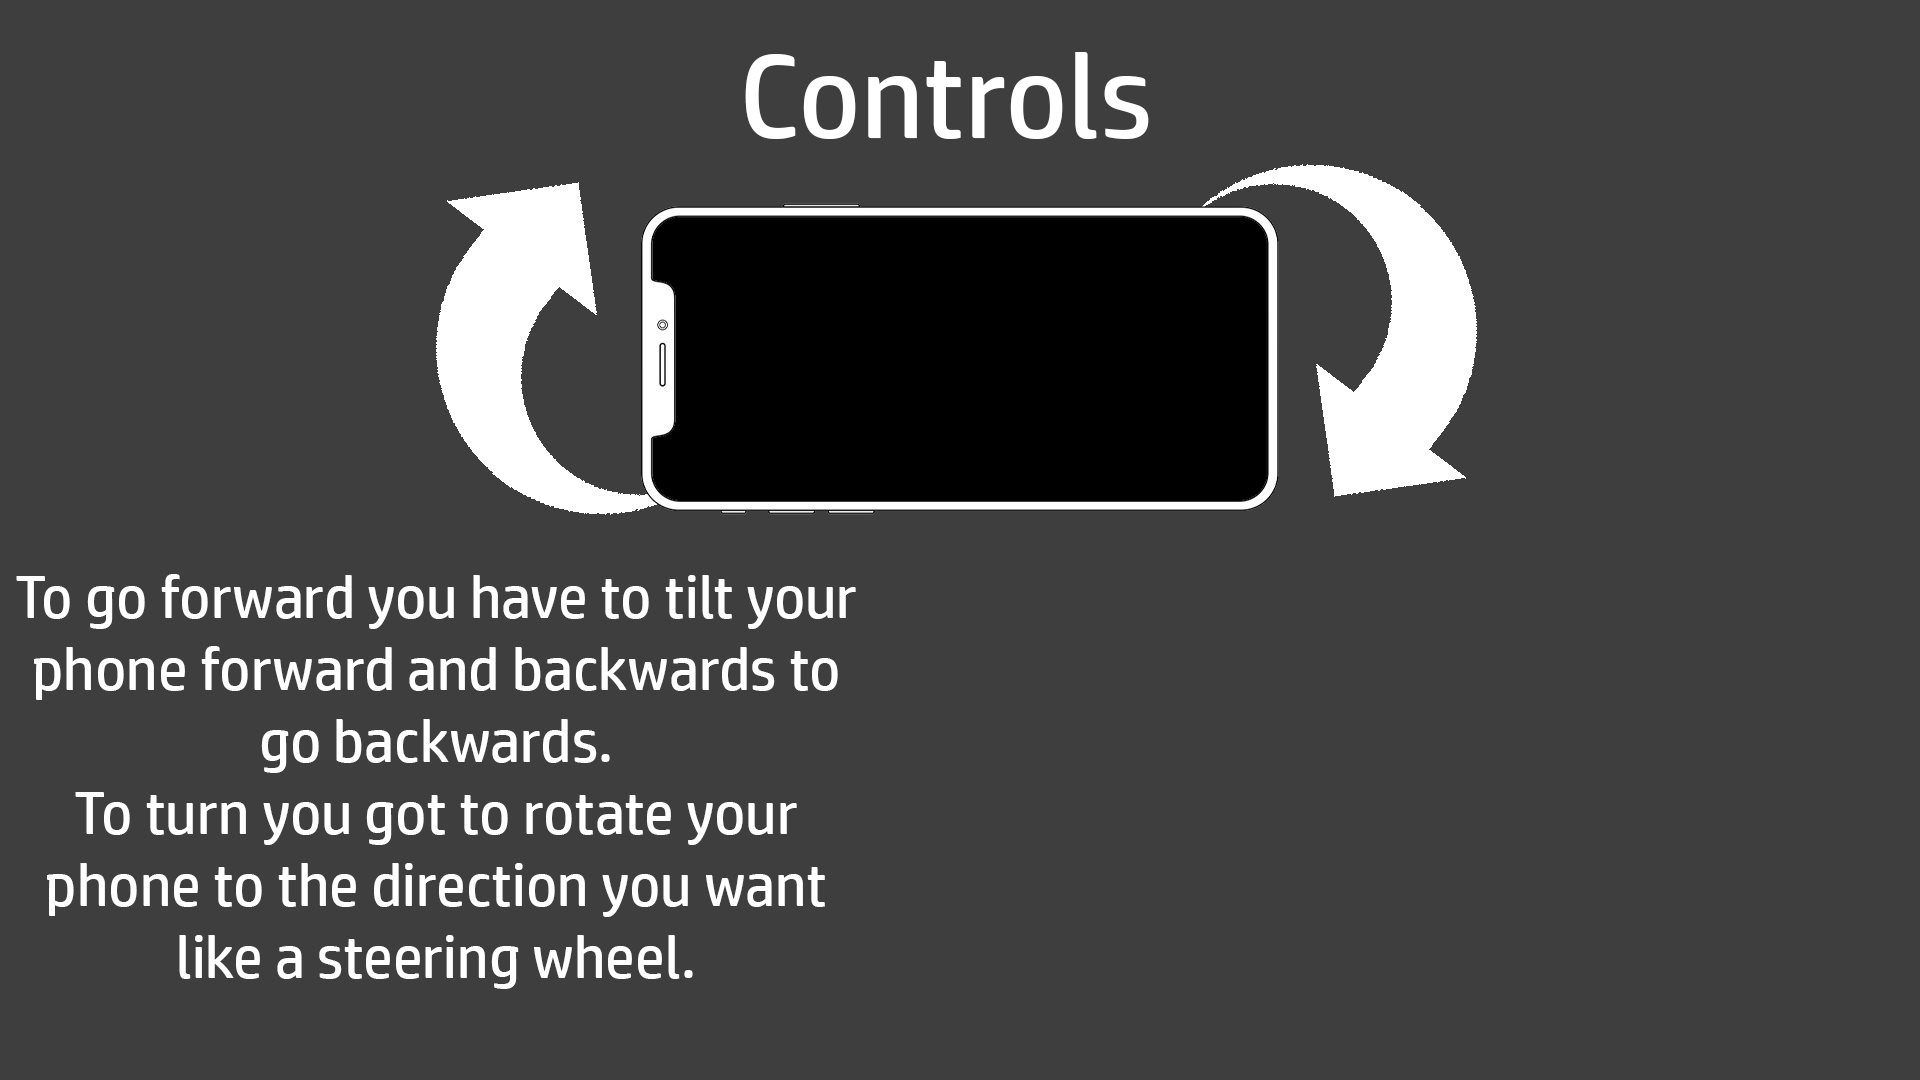 Controls
To go forward you have to tilt your
phone forward and backwards to
go backwards.
To turn you got to rotate your
phone to the direction you want
like a steering wheel.